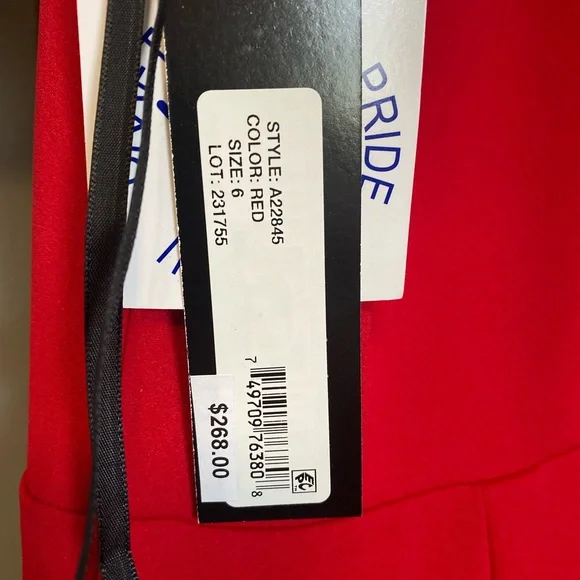 PRIDE
STYLE: A22845
COLOR: RED
SIZE: 6
LOT: 231755
7 49709 76380 8
$268.00